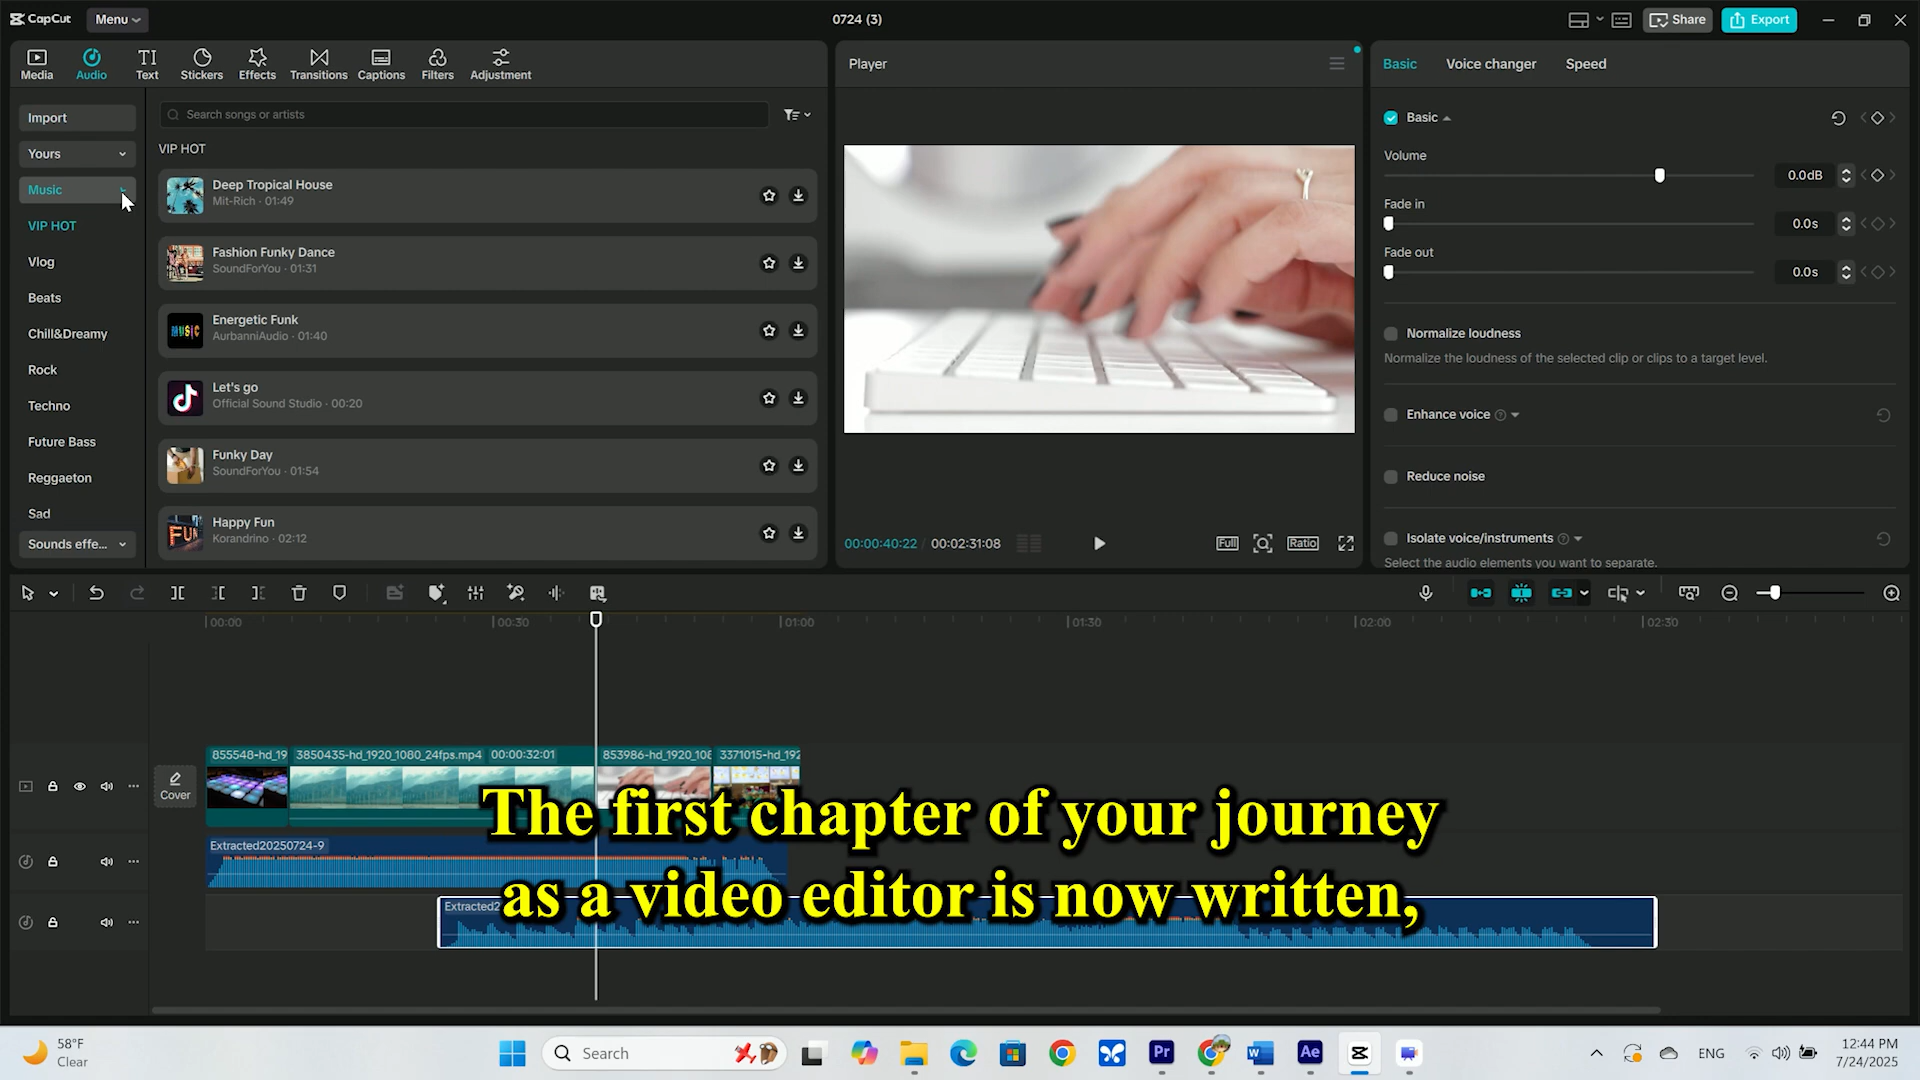 CapCut
Menu
0724 (3)
Share
Export
Media
Audio
Text
Stickers
Effects
Transitions
Captions
Filters
Adjustment
Player
Basic
Voice changer
Speed
Import
Yours
Music
VIP HOT
Vlog
Beats
Chill&Dreamy
Rock
Techno
Future Bass
Reggaeton
Sad
Sounds effe...
Search songs or artists
VIP HOT
Deep Tropical House
Mit-Rich · 01:49
Fashion Funky Dance
SoundForYou · 01:31
MUSIC
Energetic Funk
AurbanniAudio · 01:40
Let's go
Official Sound Studio · 00:20
Funky Day
SoundForYou · 01:54
FUN
Happy Fun
Korandrino · 02:12
00:00:40:22 / 00:02:31:08
Full
Ratio
Basic
Volume
0.0dB
Fade in
0.0s
Fade out
0.0s
Normalize loudness
Normalize the loudness of the selected clip or clips to a target level.
Enhance voice
Reduce noise
Isolate voice/instruments
Select the audio elements you want to separate.
00:00
00:30
01:00
01:30
02:00
02:30
Cover
855548-hd_19
3850435-hd_1920_1080_24fps.mp4 00:00:32:01
853986-hd_1920_108
3371015-hd_192
Extracted20250724-9
Extracted2
The first chapter of your journey
as a video editor is now written,
58°F
Clear
Search
Pr
Ae
ENG
12:44 PM
7/24/2025